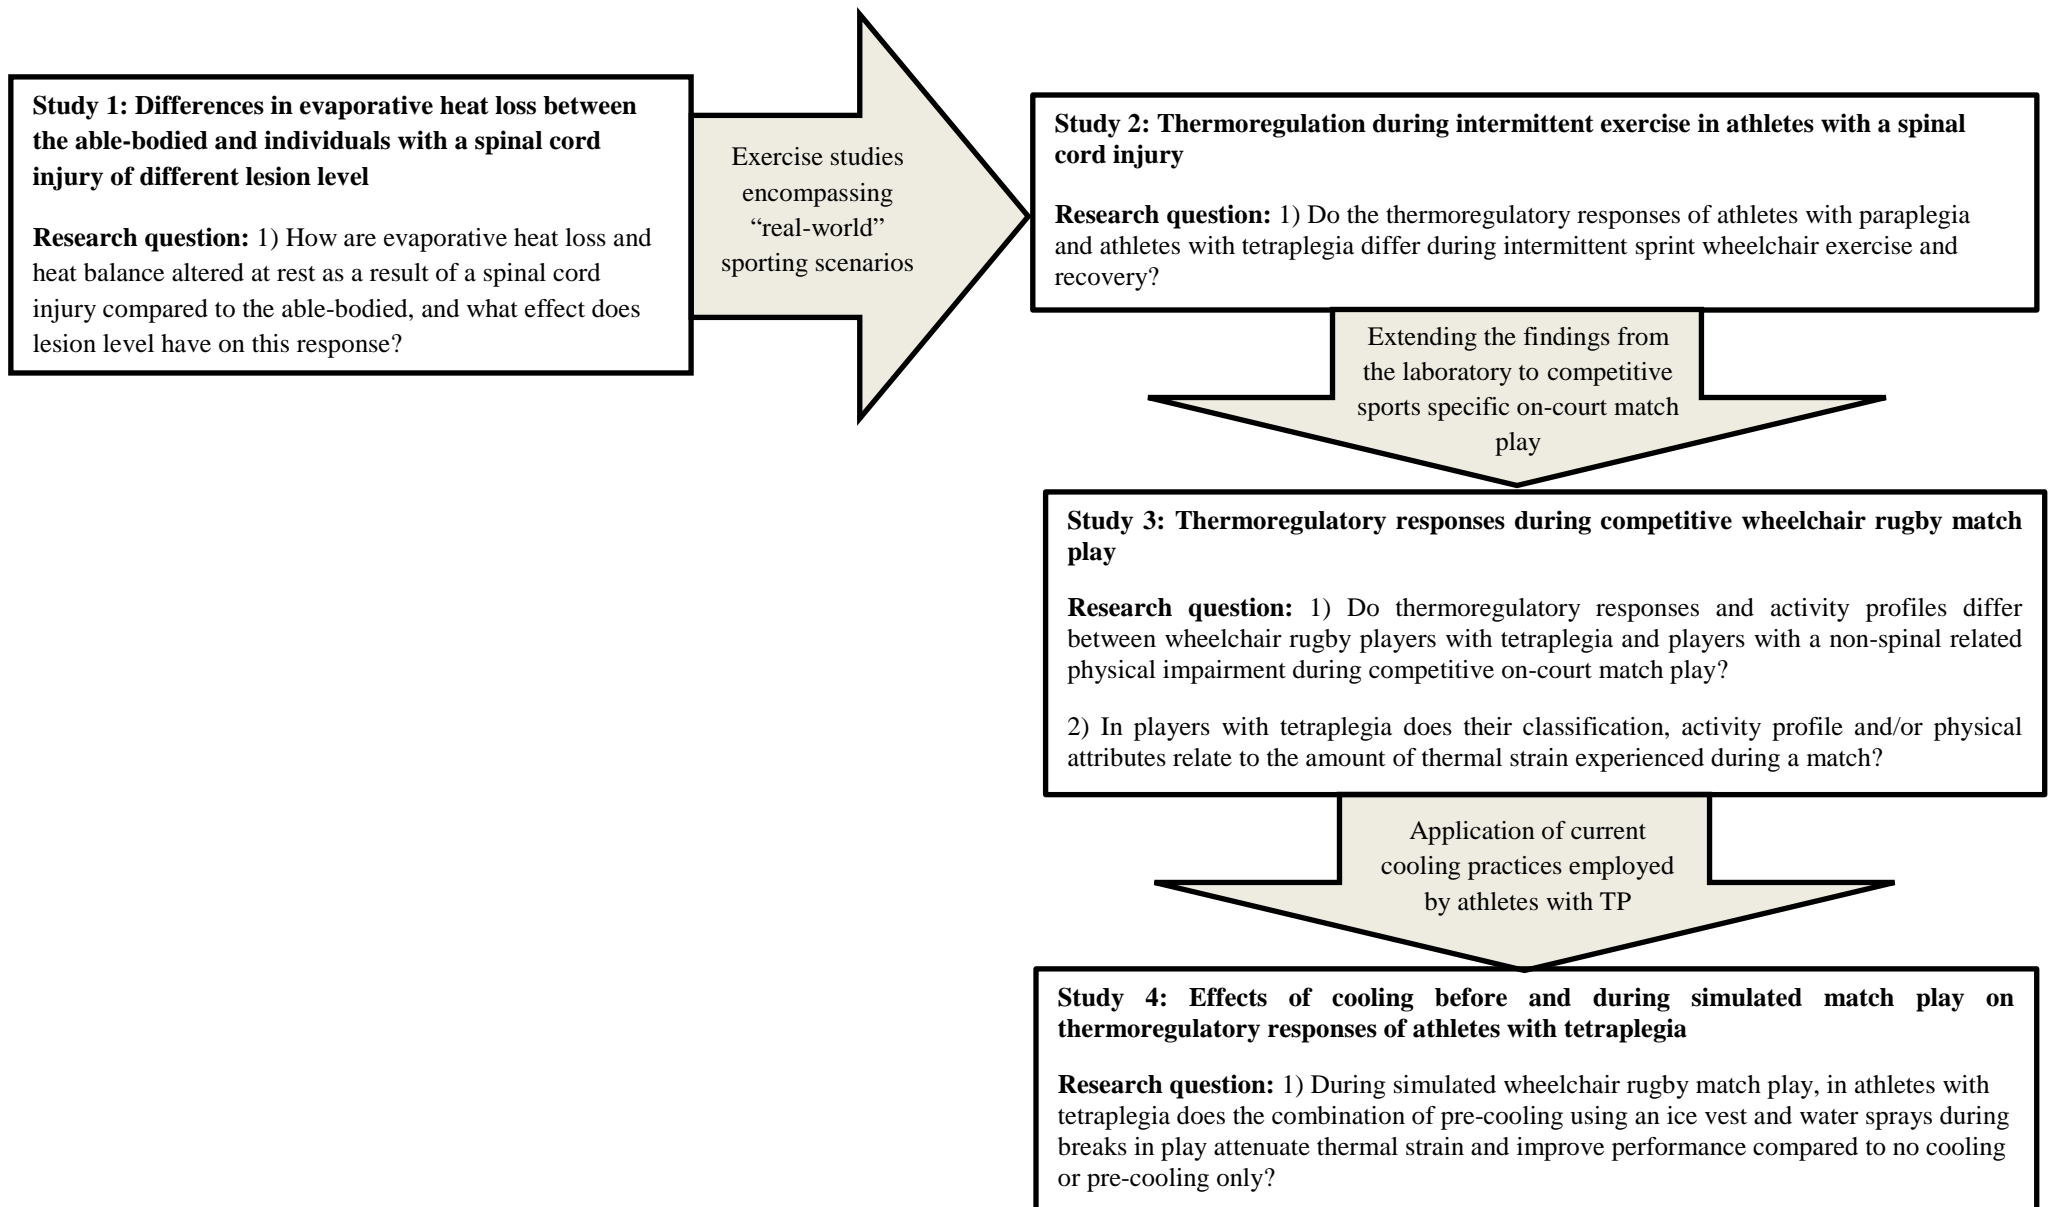 Study 1: Differences in evaporative heat loss between
the able-bodied and individuals with a spinal cord
injury of different lesion level
Research question: 1) How are evaporative heat loss and
heat balance altered at rest as a result of a spinal cord
injury compared to the able-bodied, and what effect does
lesion level have on this response?
Exercise studies
encompassing
“real-world”
sporting scenarios
Study 2: Thermoregulation during intermittent exercise in athletes with a spinal
cord injury
Research question: 1) Do the thermoregulatory responses of athletes with paraplegia
and athletes with tetraplegia differ during intermittent sprint wheelchair exercise and
recovery?
Extending the findings from
the laboratory to competitive
sports specific on-court match
play
Study 3: Thermoregulatory responses during competitive wheelchair rugby match
play
Research question: 1) Do thermoregulatory responses and activity profiles differ
between wheelchair rugby players with tetraplegia and players with a non-spinal related
physical impairment during competitive on-court match play?
2) In players with tetraplegia does their classification, activity profile and/or physical
attributes relate to the amount of thermal strain experienced during a match?
Application of current
cooling practices employed
by athletes with TP
Study 4: Effects of cooling before and during simulated match play on
thermoregulatory responses of athletes with tetraplegia
Research question: 1) During simulated wheelchair rugby match play, in athletes with
tetraplegia does the combination of pre-cooling using an ice vest and water sprays during
breaks in play attenuate thermal strain and improve performance compared to no cooling
or pre-cooling only?